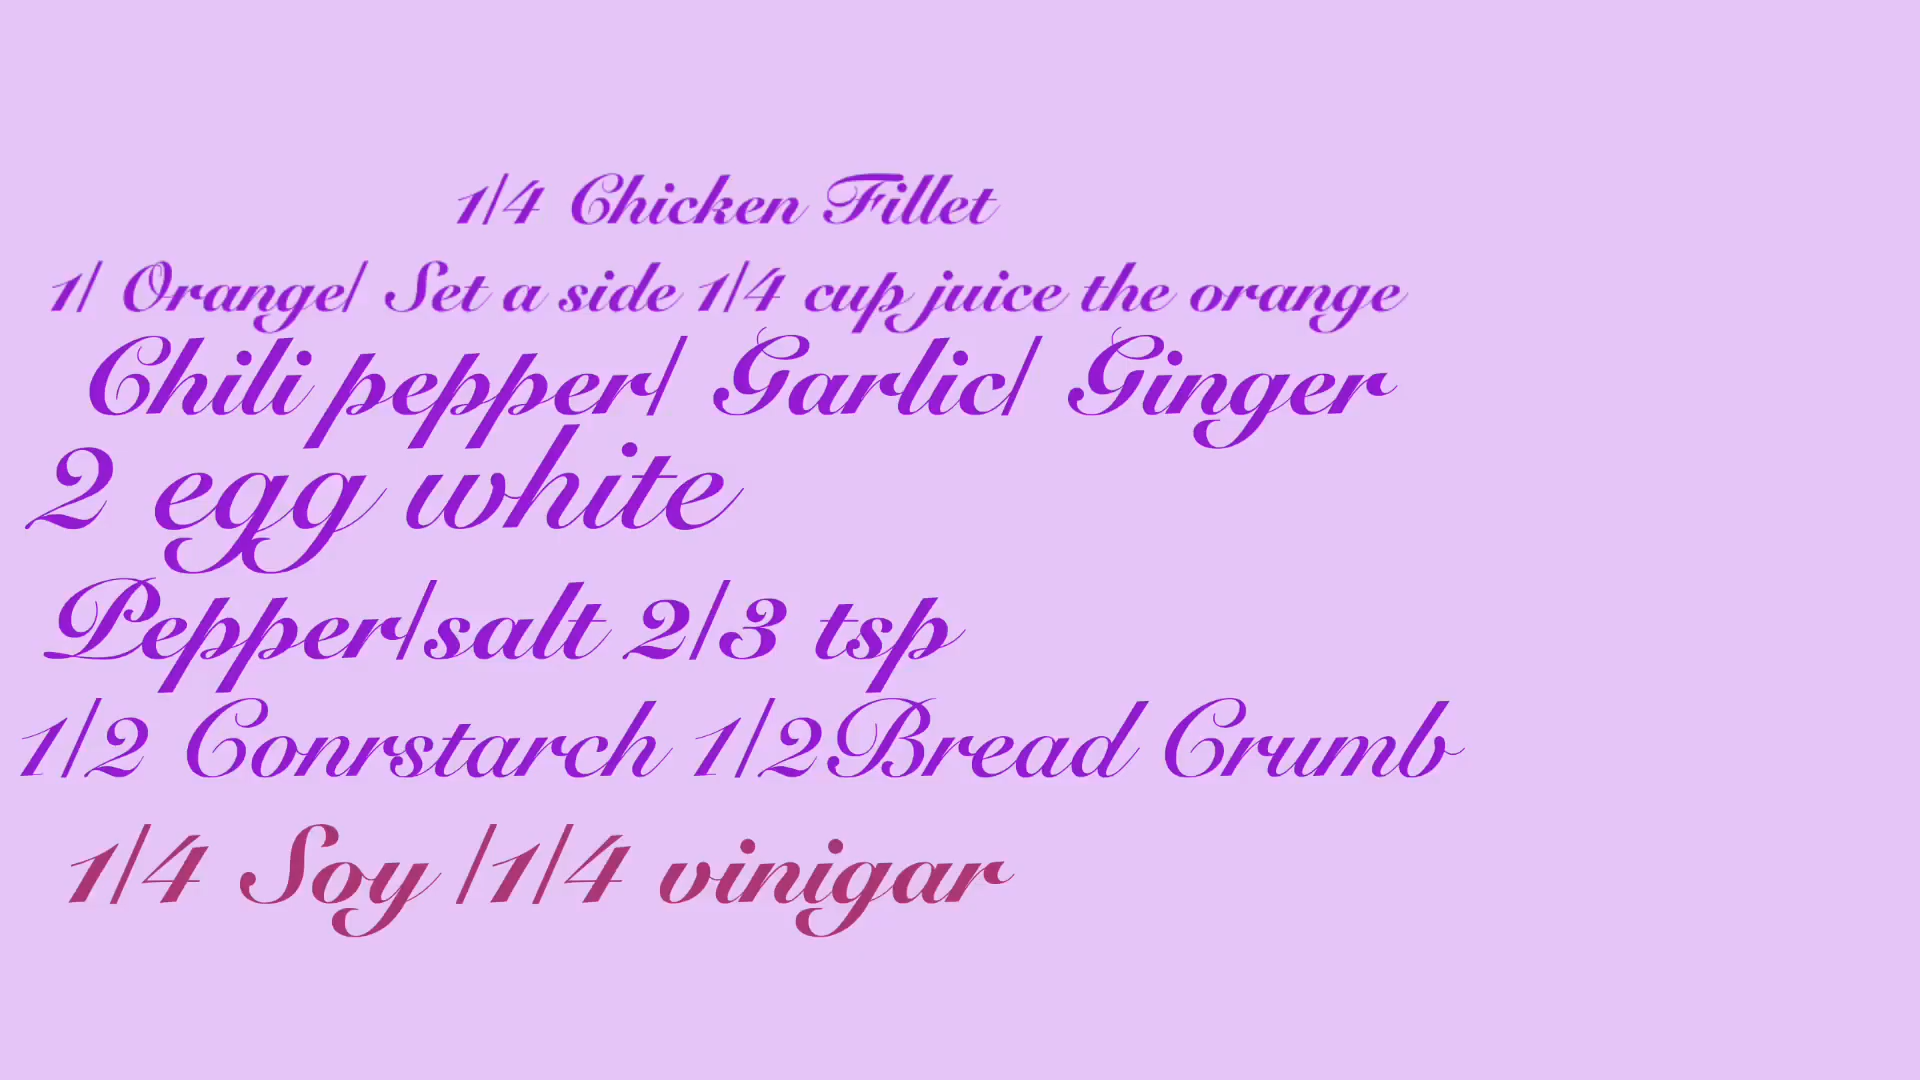 1/4 Chicken Fillet
1/ Orange/ Set a side 1/4 cup juice the orange
Chili pepper/ Garlic/ Ginger
2 egg white
Pepper/salt 2/3 tsp
1/2 Conrstarch 1/2Bread Crumb
1/4 Soy /1/4 vinigar